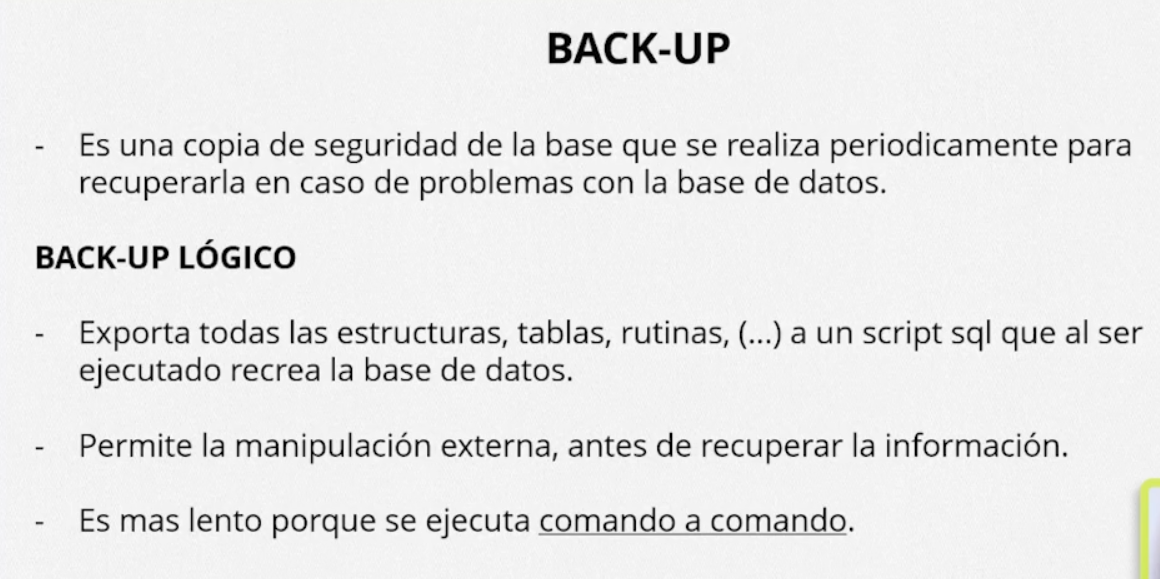 BACK-UP
- Es una copia de seguridad de la base que se realiza periodicamente para
recuperarla en caso de problemas con la base de datos.
BACK-UP LÓGICO
- Exporta todas las estructuras, tablas, rutinas, (...) a un script sql que al ser
ejecutado recrea la base de datos.
- Permite la manipulación externa, antes de recuperar la información.
- Es mas lento porque se ejecuta comando a comando.